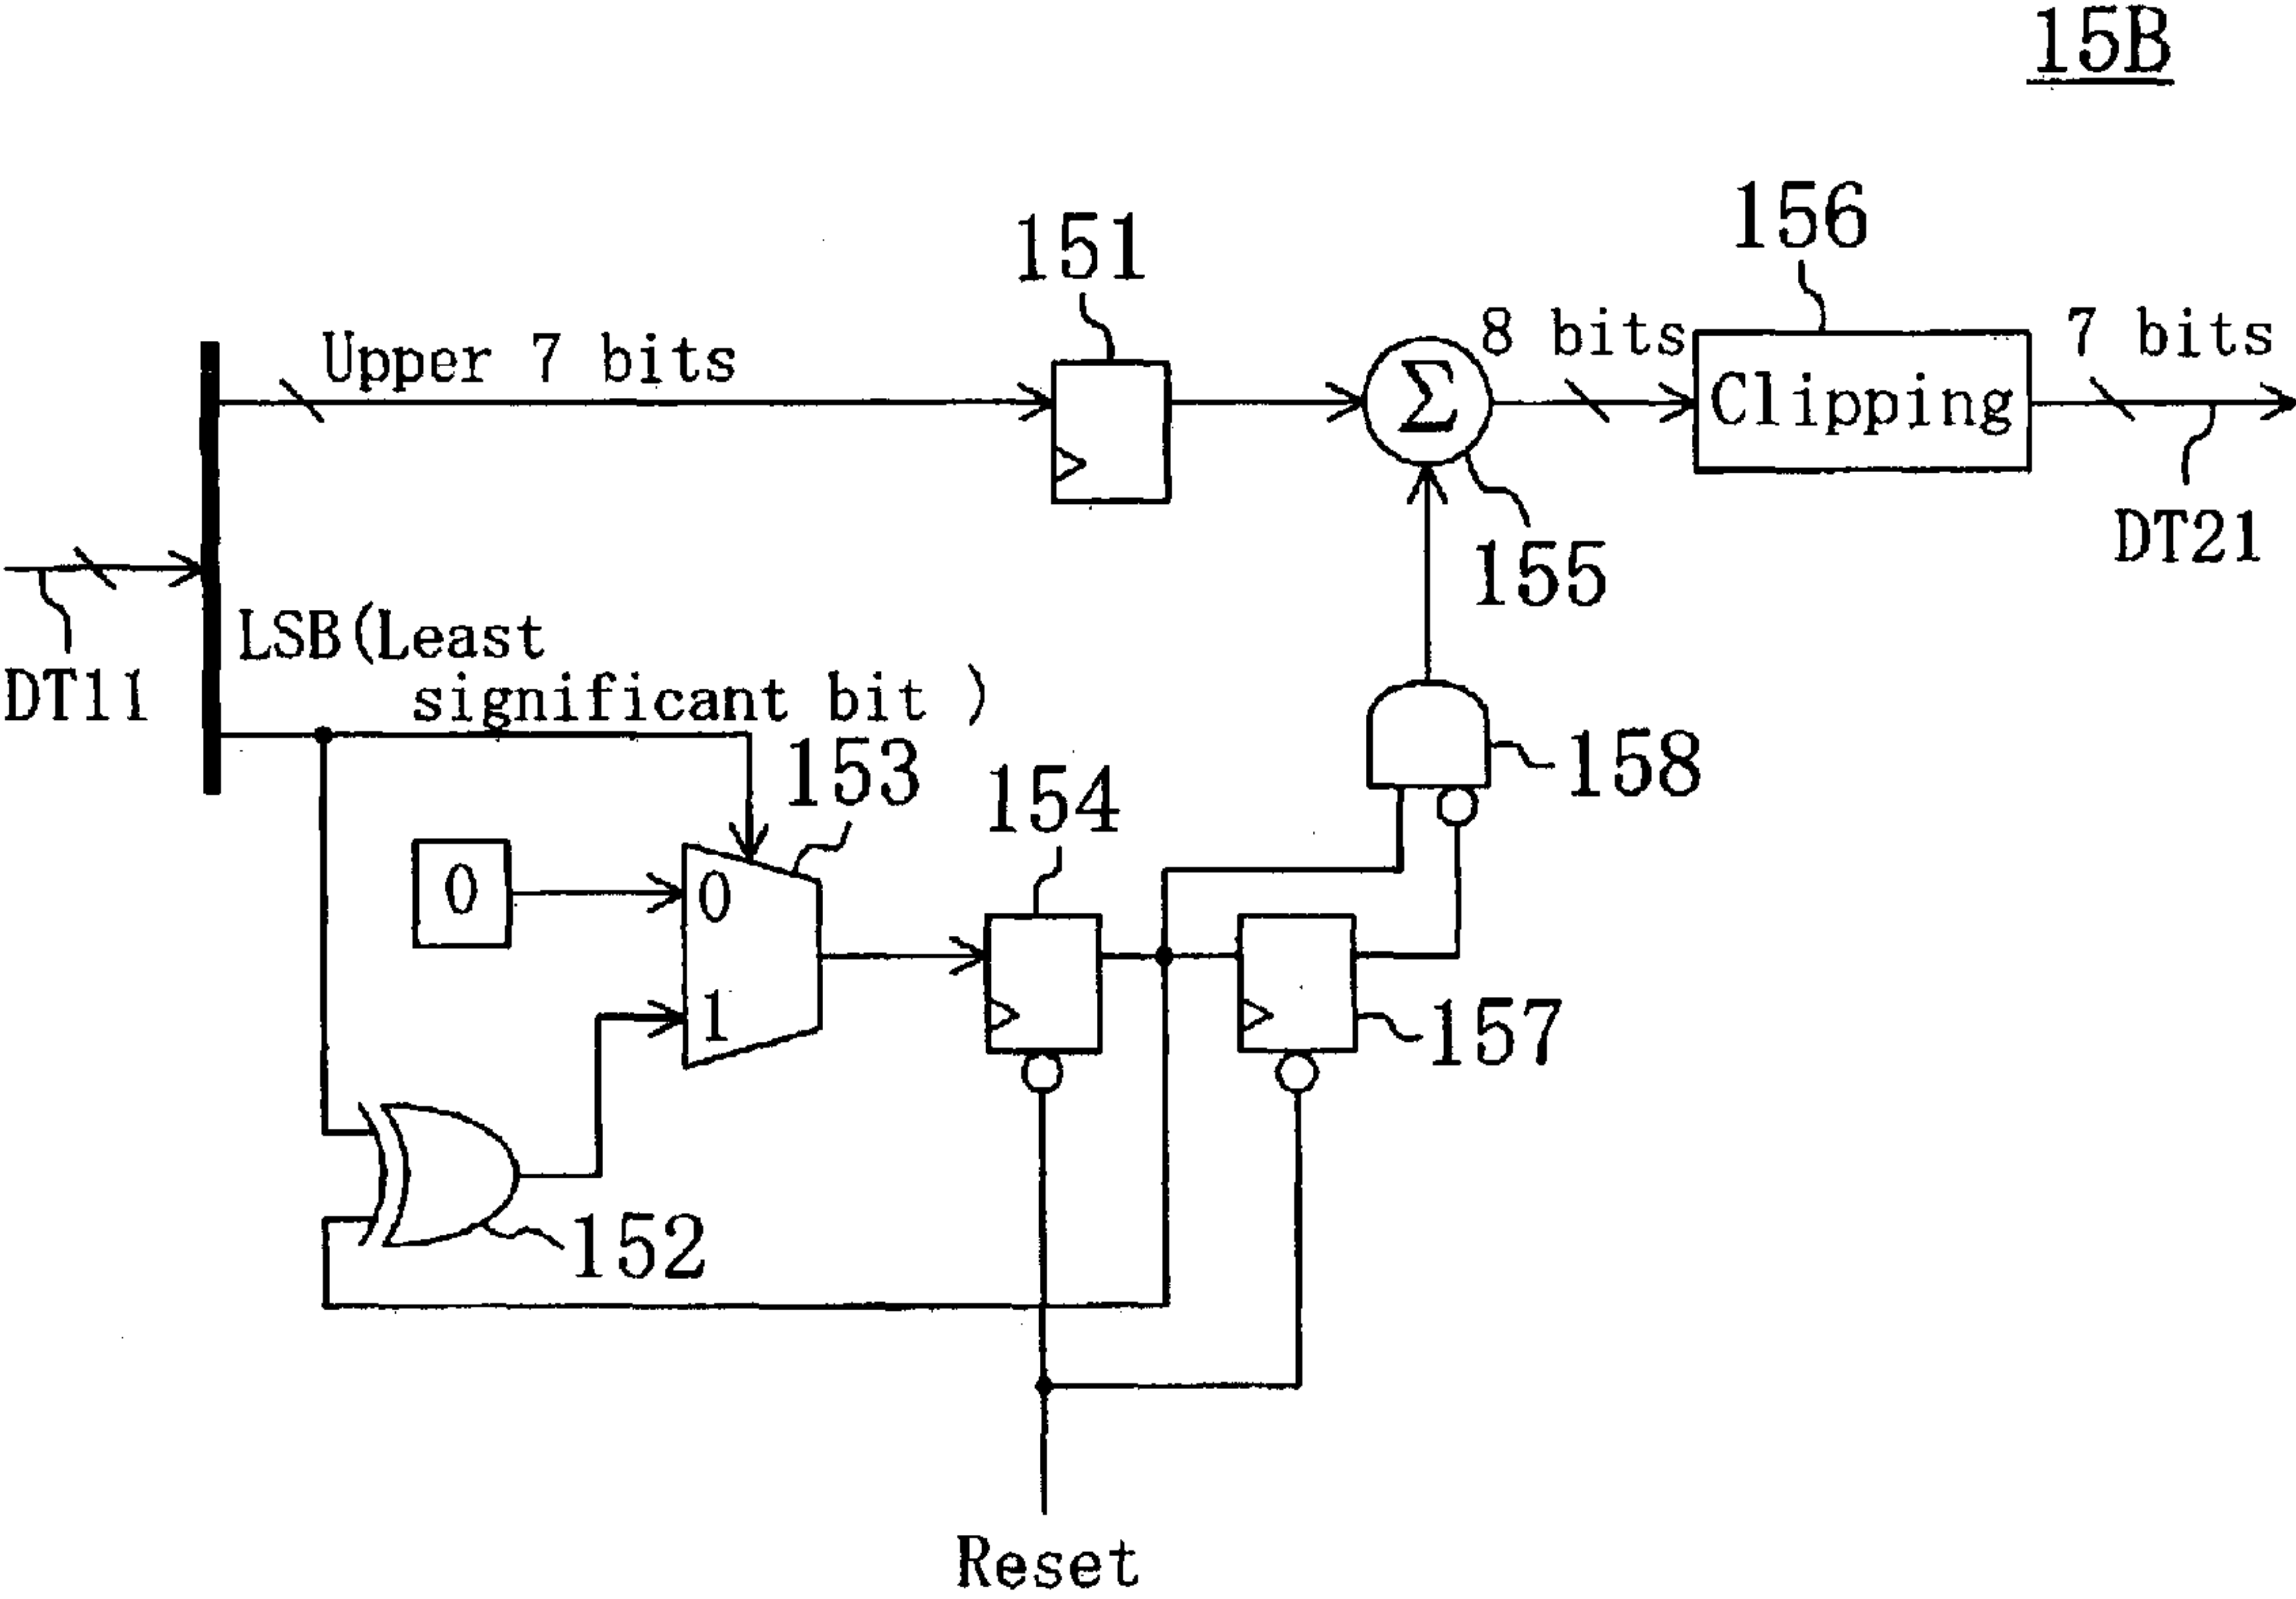 15B
156
151
8 bits
7 bits
Upper 7 bits
Σ
Clipping
DT21
155
LSB(Least
significant bit )
DT11
153
154
158
0
0
1
157
152
Reset